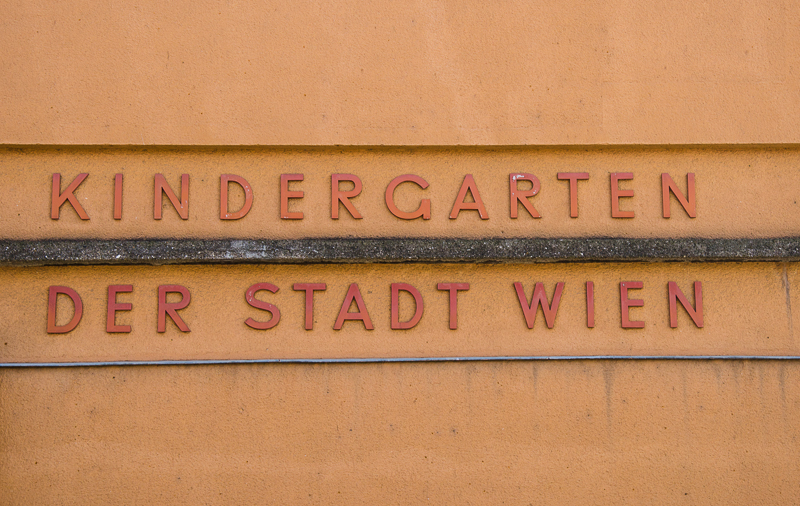 KINDERGARTEN
DER STADT WIEN